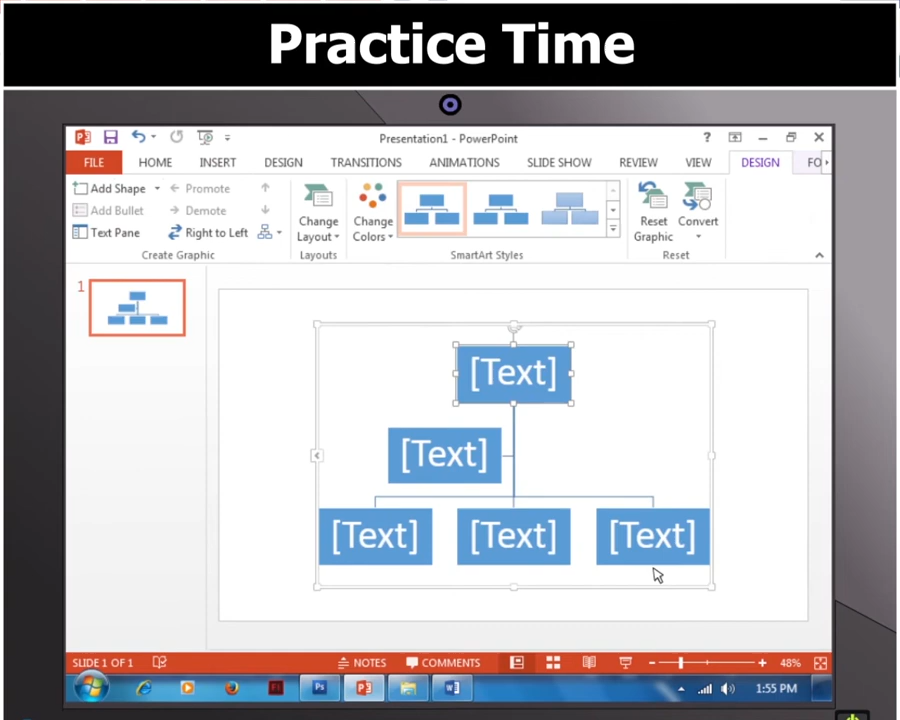 Practice Time
Presentation1 - PowerPoint
?
FILE HOME INSERT DESIGN TRANSITIONS ANIMATIONS SLIDE SHOW REVIEW VIEW DESIGN FO
Add Shape Promote
Add Bullet Demote
Text Pane Right to Left
Change
Layout
Change
Colors
Reset
Graphic
Convert
Create Graphic Layouts SmartArt Styles Reset
1
[Text]
[Text]
[Text] [Text] [Text]
SLIDE 1 OF 1 NOTES COMMENTS 48%
Ps P W 1:55 PM